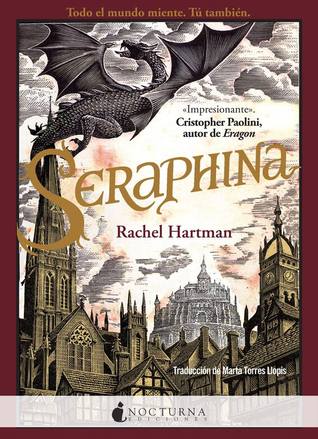 Todo el mundo miente. Tú también.
«Impresionante».
Cristopher Paolini,
autor de Eragon
SERAPHINA
Rachel Hartman
Traducción de Marta Torres Llopis
NOCTURNA
EDICIONES